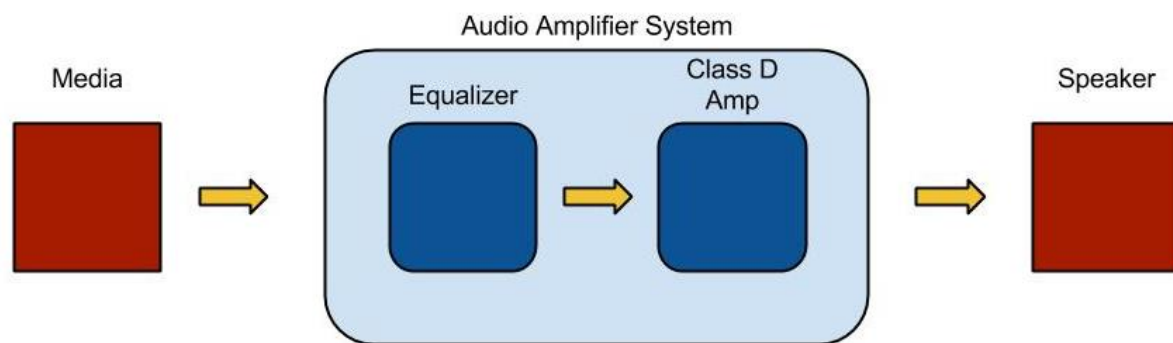 Audio Amplifier System
Media
Equalizer
Class D
Amp
Speaker